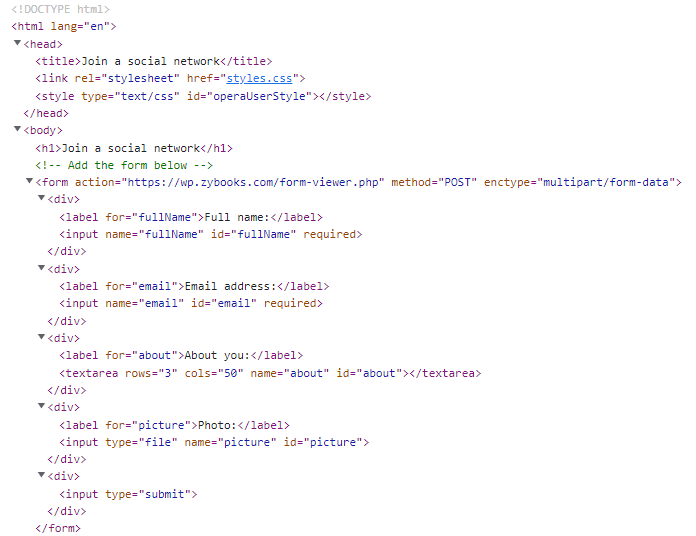 <!DOCTYPE html>
<html lang="en">
<head>
<title>Join a social network</title>
<link rel="stylesheet" href="styles.css">
<style type="text/css" id="operaUserStyle"></style>
</head>
<body>
<h1>Join a social network</h1>
<!-- Add the form below -->
<form action="https://wp.zybooks.com/form-viewer.php" method="POST" enctype="multipart/form-data">
<div>
<label for="fullName">Full name:</label>
<input name="fullName" id="fullName" required>
</div>
<div>
<label for="email">Email address:</label>
<input name="email" id="email" required>
</div>
<div>
<label for="about">About you:</label>
<textarea rows="3" cols="50" name="about" id="about"></textarea>
</div>
<div>
<label for="picture">Photo:</label>
<input type="file" name="picture" id="picture">
</div>
<div>
<input type="submit">
</div>
</form>